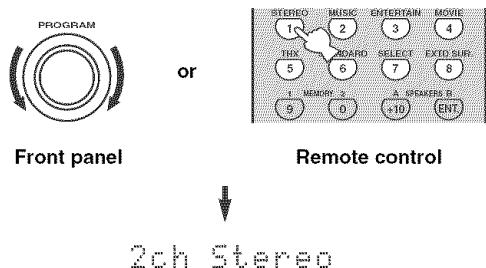 PROGRAM
or
STEREO MUSIC ENTERTAIN MOVIE
1 2 3 4
THX SELECT EXTD SUR.
5 6 7 8
1 MEMORY 2 A SPEAKERS B
9 0 +10 ENT.
Front panel
Remote control
2ch Stereo